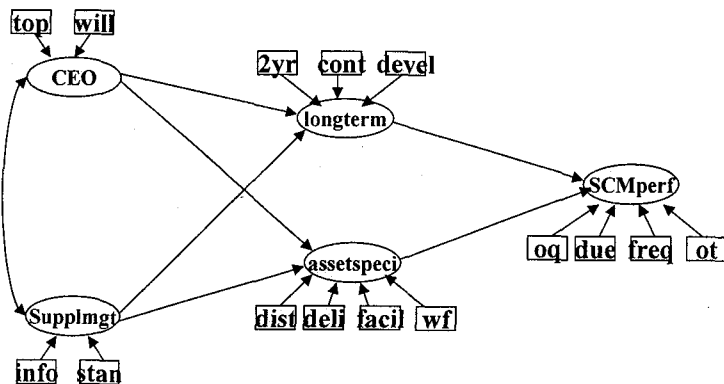 top will
CEO
2yr cont devel
longterm
SCMperf
oq due freq ot
assetspeci
dist deli facil wf
Supplmgt
info stan